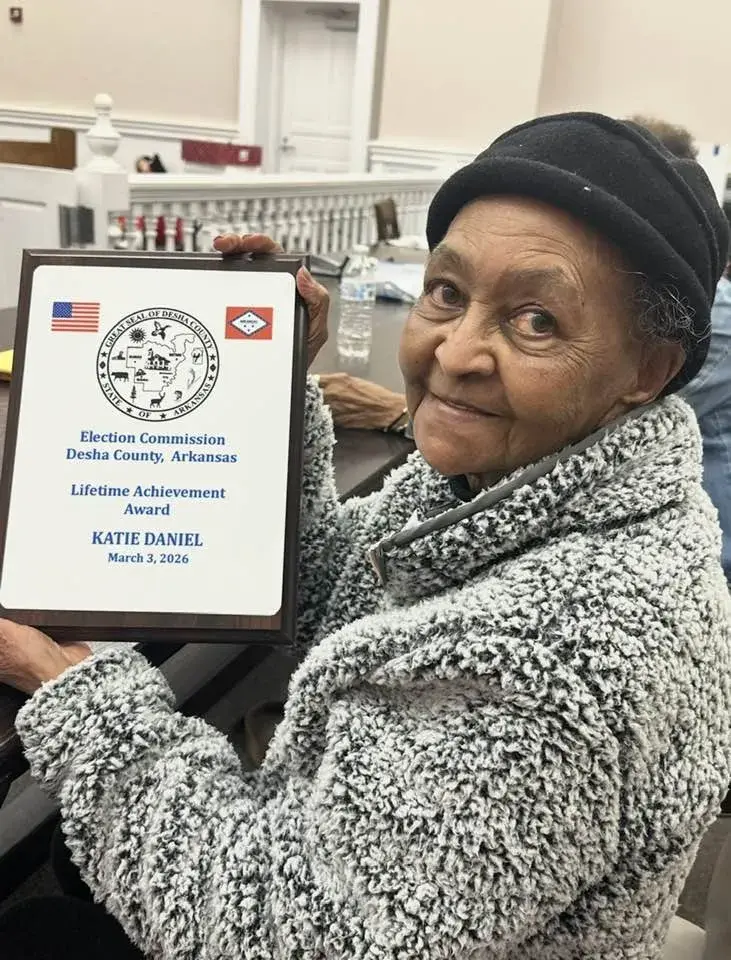 GREAT SEAL OF DESHA COUNTY,
STATE OF ARKANSAS
ARKANSAS
Election Commission
Desha County, Arkansas
Lifetime Achievement
Award
KATIE DANIEL
March 3, 2026